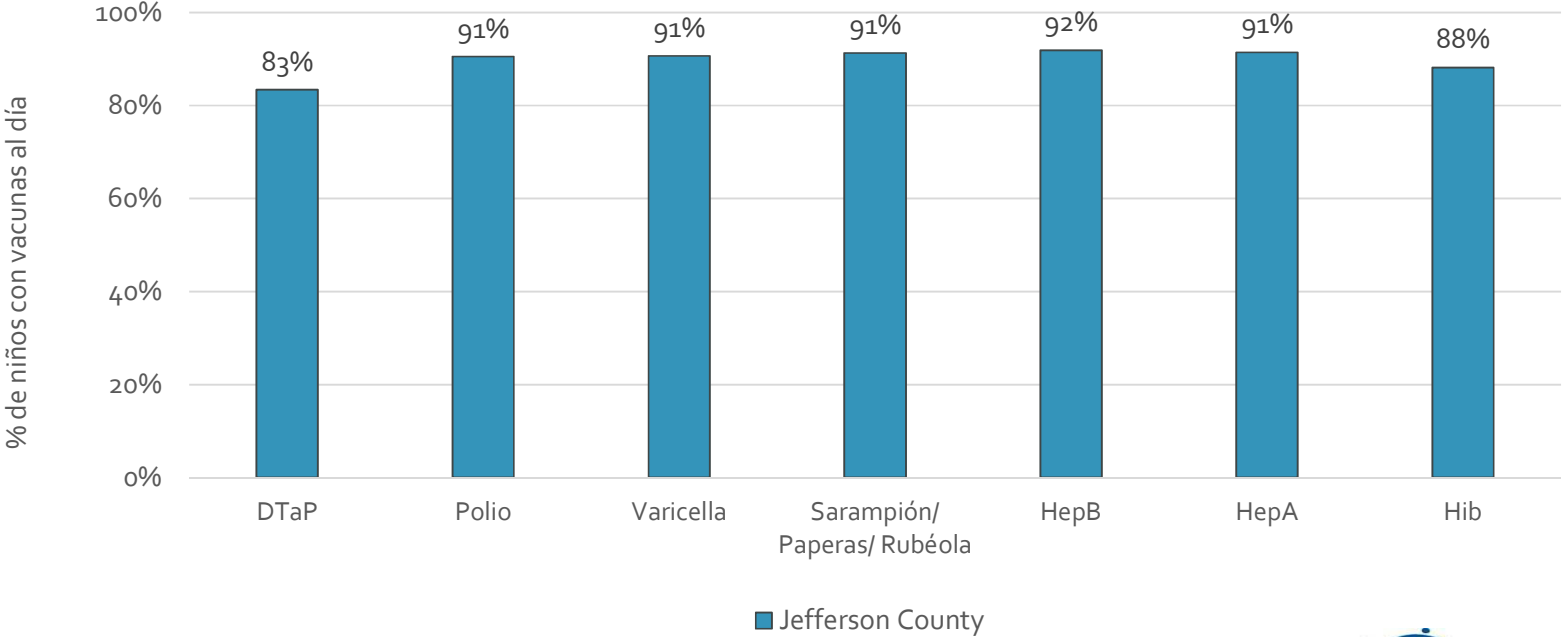 % de niños con vacunas al día
100%
80%
60%
40%
20%
0%
83%
91%
91%
91%
92%
91%
88%
DTaP
Polio
Varicella
Sarampión/
Paperas/ Rubéola
HepB
HepA
Hib
Jefferson County